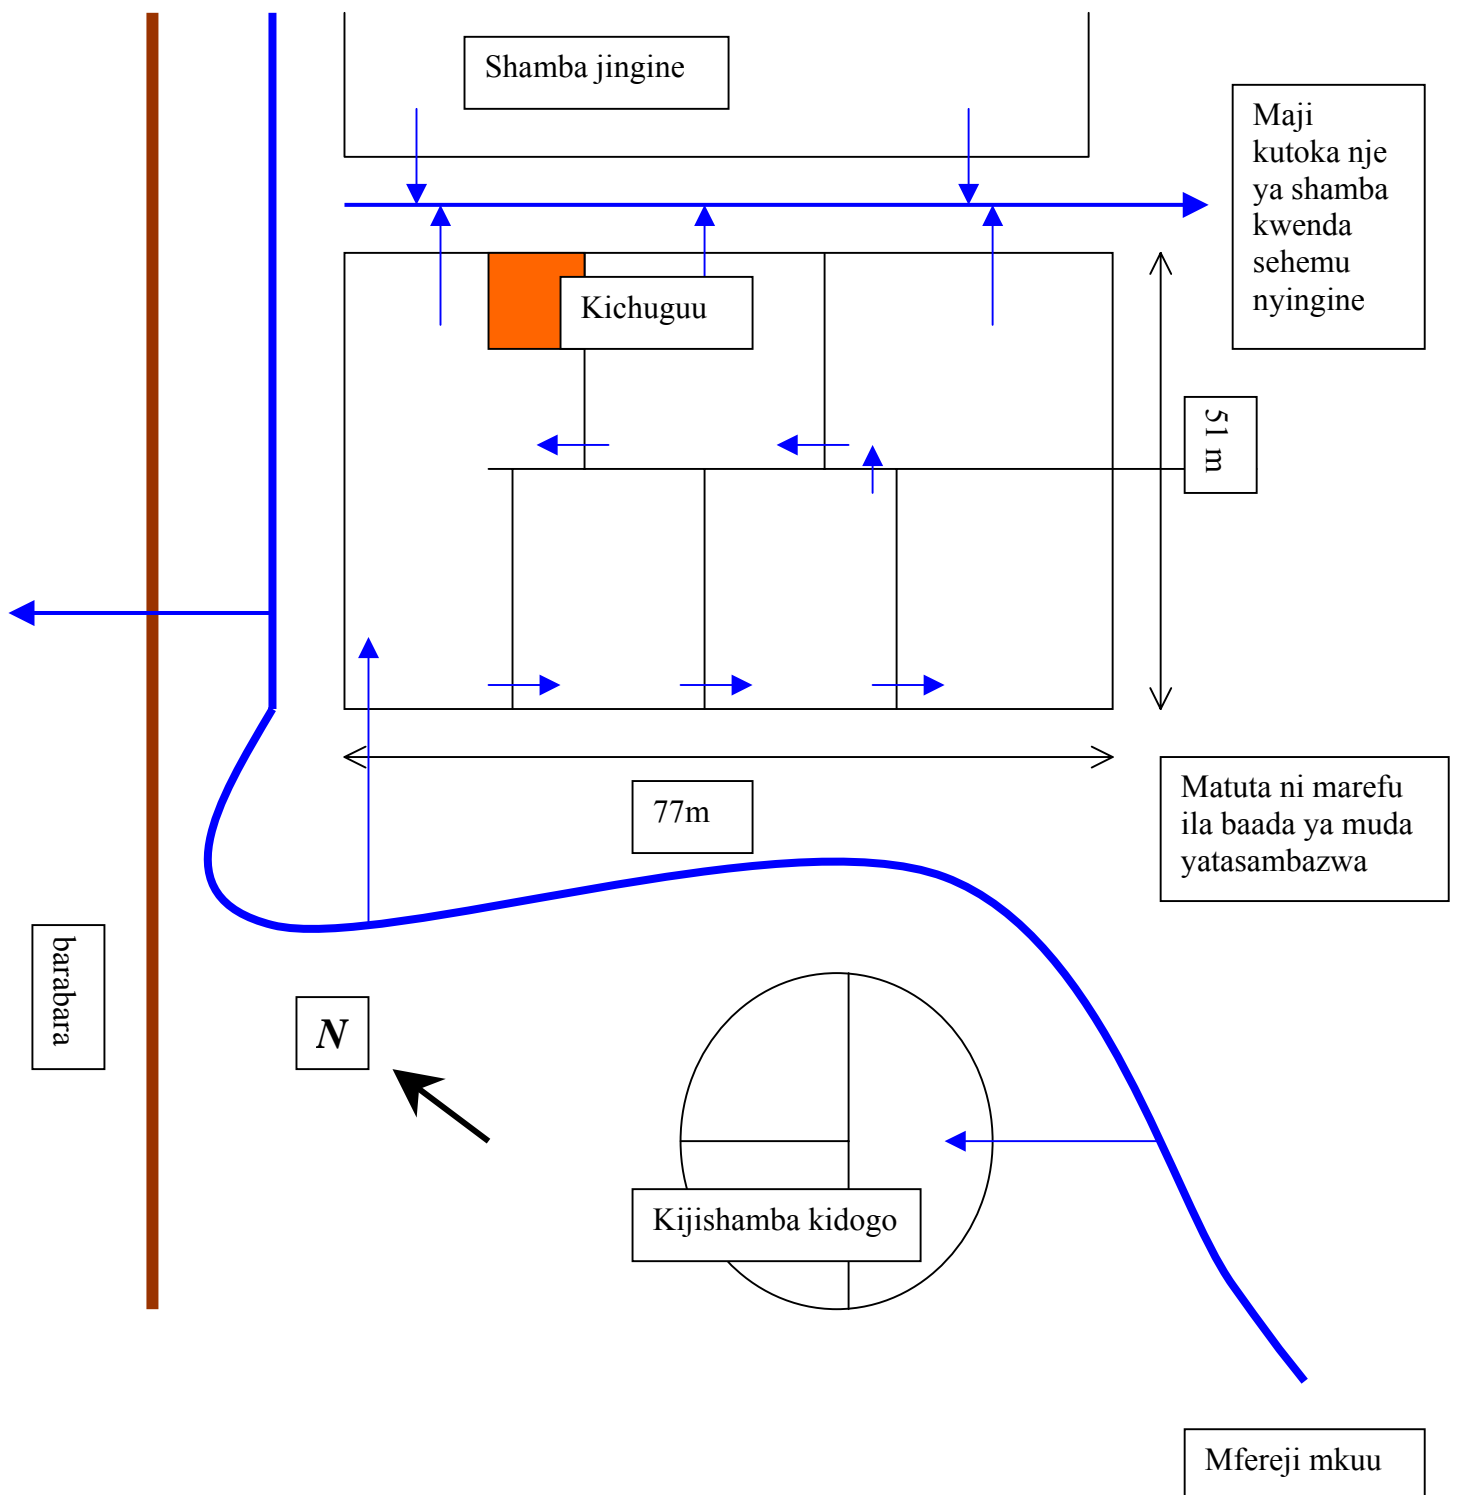 Shamba jingine
Maji
kutoka nje
ya shamba
kwenda
sehemu
nyingine
Kichuguu
51 m
77m
Matuta ni marefu
ila baada ya muda
yatasambazwa
barabara
N
Kijishamba kidogo
Mfereji mkuu